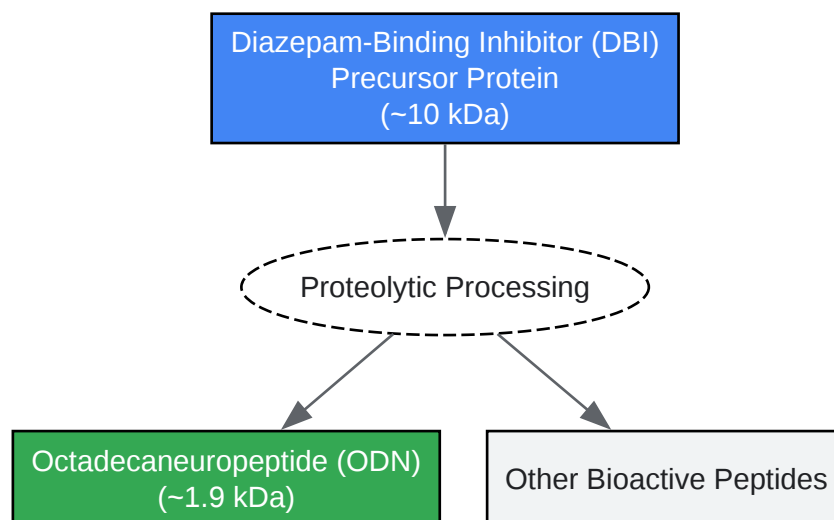 Diazepam-Binding Inhibitor (DBI)
Precursor Protein
(~10 kDa)
Proteolytic Processing
Octadecaneuropeptide (ODN)
(~1.9 kDa)
Other Bioactive Peptides